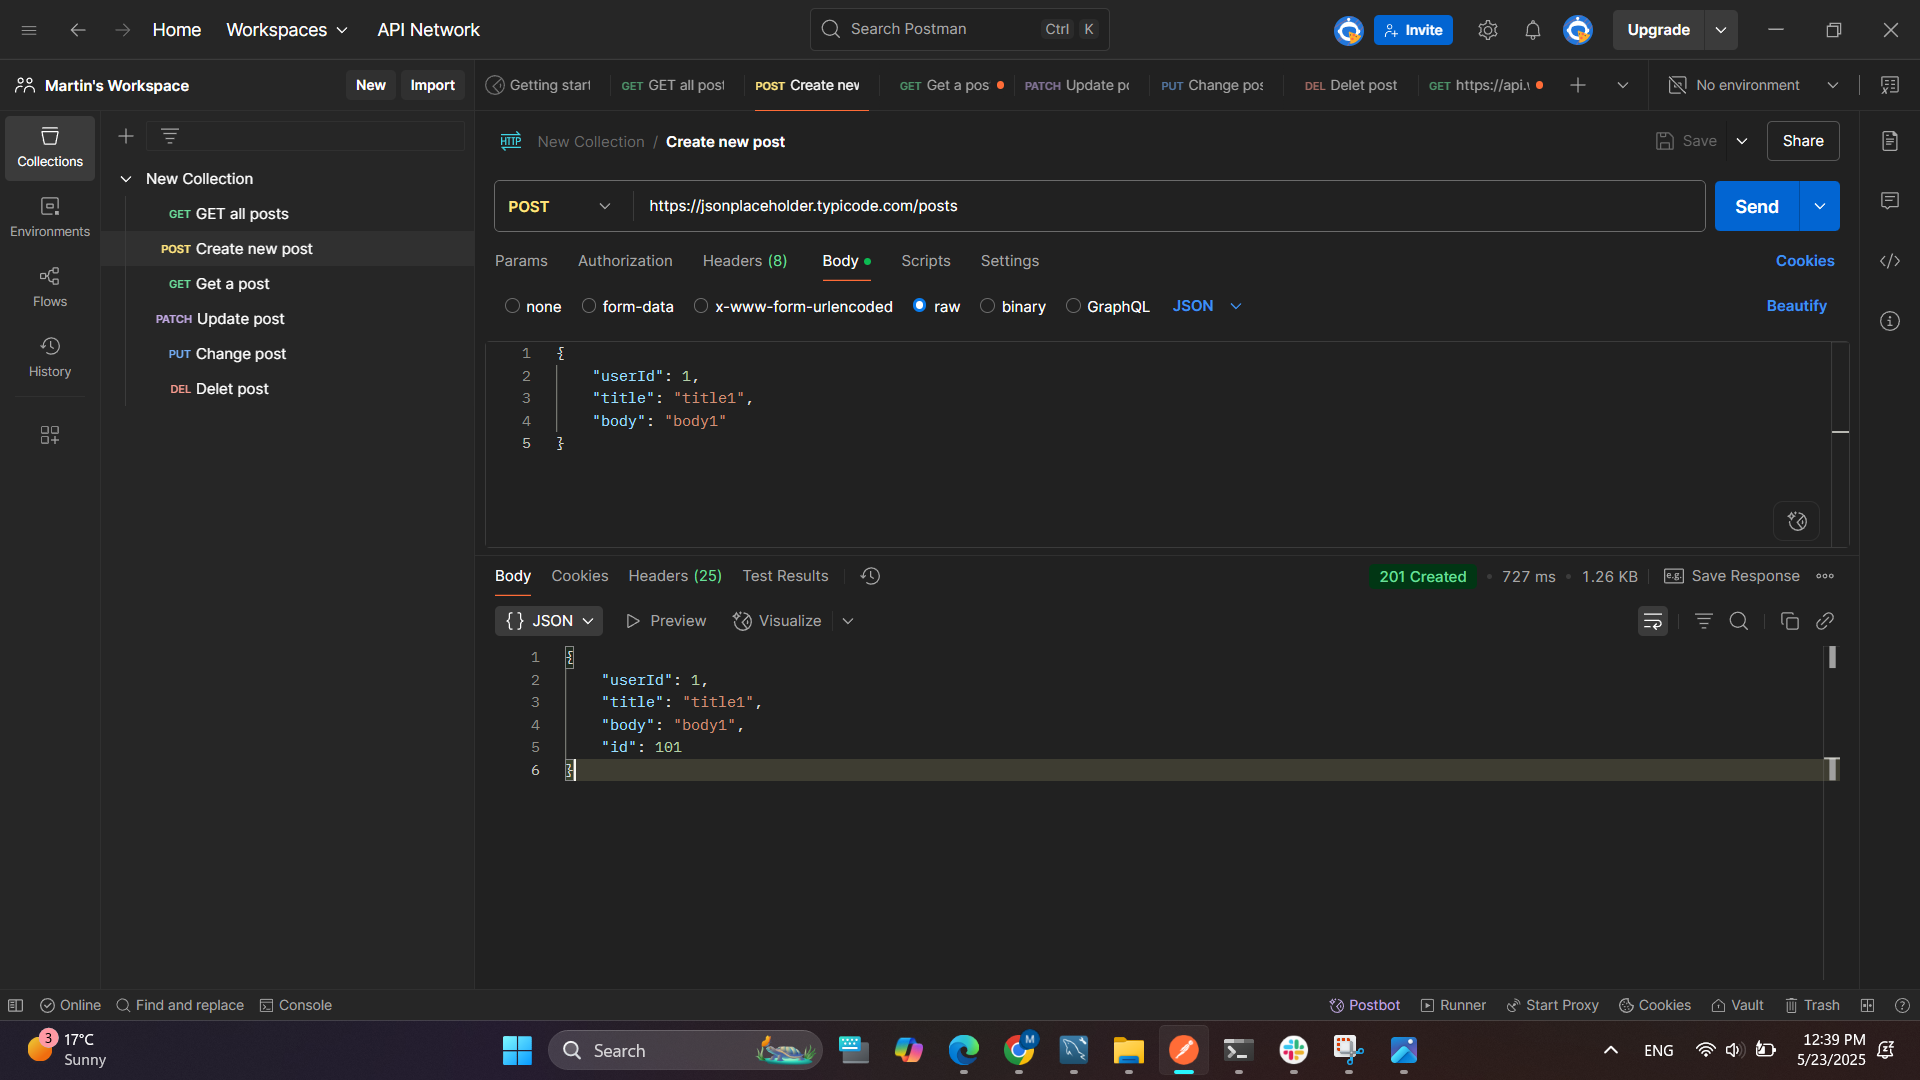 Home Workspaces API Network Search Postman Ctrl K Invite Upgrade
Martin's Workspace New Import Getting start GET GET all post POST Create new GET Get a pos PATCH Update po PUT Change pos DEL Delet post GET https://api. No environment
Collections
Environments
Flows
History
New Collection
GET GET all posts
POST Create new post
GET Get a post
PATCH Update post
PUT Change post
DEL Delet post
HTTP New Collection / Create new post Save Share
POST https://jsonplaceholder.typicode.com/posts Send
Params Authorization Headers (8) Body Scripts Settings Cookies
none form-data x-www-form-urlencoded raw binary GraphQL JSON Beautify
1 {
2 "userId": 1,
3 "title": "title1",
4 "body": "body1"
5 }
Body Cookies Headers (25) Test Results 201 Created • 727 ms • 1.26 KB e.g. Save Response
{} JSON Preview Visualize
1 {
2 "userId": 1,
3 "title": "title1",
4 "body": "body1",
5 "id": 101
6 }
Online Find and replace Console Postbot Runner Start Proxy Cookies Vault Trash
3 17°C
Sunny
Search
M
ENG
12:39 PM
5/23/2025